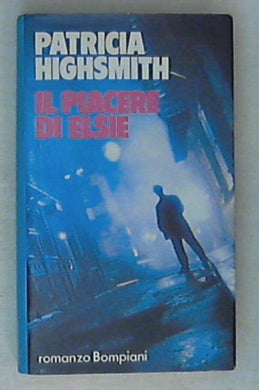 PATRICIA
HIGHSMITH
IL PIACERE
DI ELSIE
romanzo Bompiani